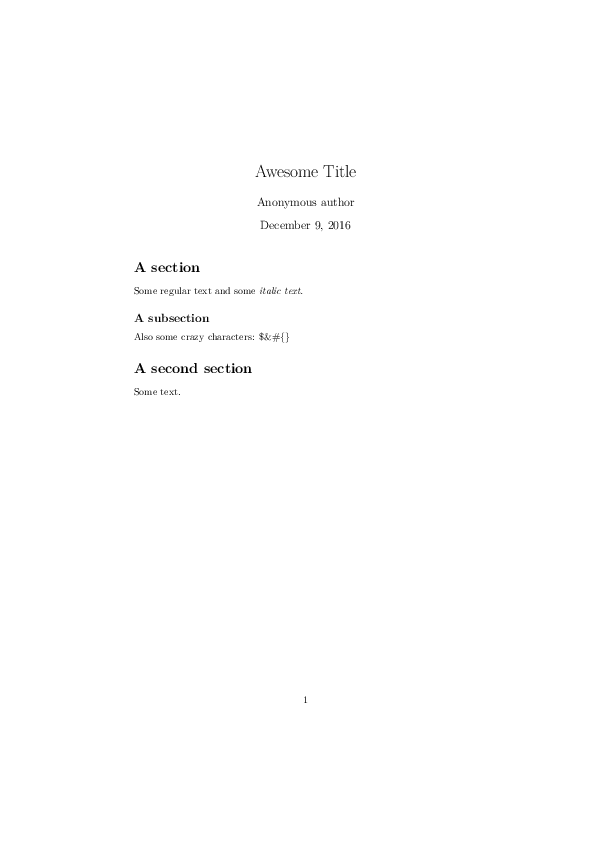 Awesome Title
Anonymous author
December 9, 2016
A section
Some regular text and some italic text.
A subsection
Also some crazy characters: $&#{}
A second section
Some text.
1